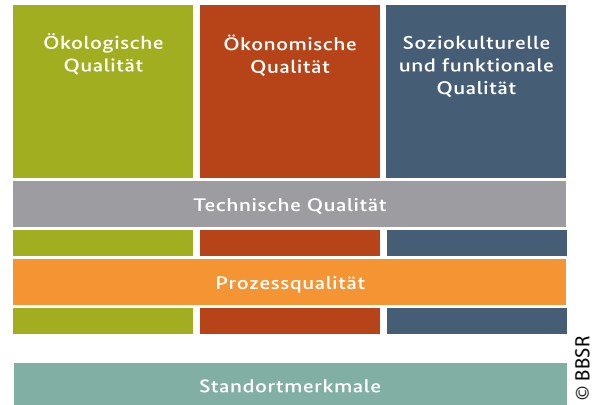 Ökologische
Qualität
Ökonomische
Qualität
Soziokulturelle
und funktionale
Qualität
Technische Qualität
Prozessqualität
Standortmerkmale
© BBSR